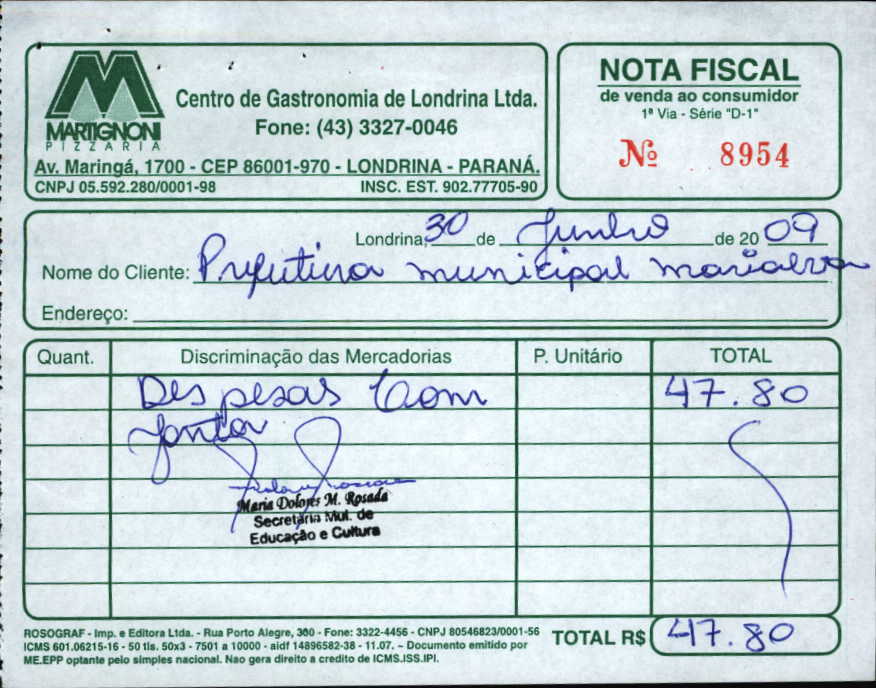 MARTIGNONI
PIZZARIA
Centro de Gastronomia de Londrina Ltda.
Fone: (43) 3327-0046
Av. Maringá, 1700 - CEP 86001-970 - LONDRINA - PARANÁ.
CNPJ 05.592.280/0001-98 INSC. EST. 902.77705-90
NOTA FISCAL
de venda ao consumidor
1ª Via - Série "D-1"
Nº 8954
Londrina, 30 de Junho de 2009
Nome do Cliente: Prefutura municipal marialva
Endereço:
Quant. Discriminação das Mercadorias P. Unitário TOTAL
Despesas Com 47.80
Janta
Maria Dolores M. Rosada
Secretária Mul. de
Educação e Cultura
ROSOGRAF - Imp. e Editora Ltda. - Rua Porto Alegre, 300 - Fone: 3322-4456 - CNPJ 80546823/0001-56
ICMS 601.06215-16 - 50 tls. 50x3 - 7501 a 10000 - aidf 14896582-38 - 11.07. - Documento emitido por
ME.EPP optante pelo simples nacional. Nao gera direito a credito de ICMS.ISS.IPI.
TOTAL R$ 47.80